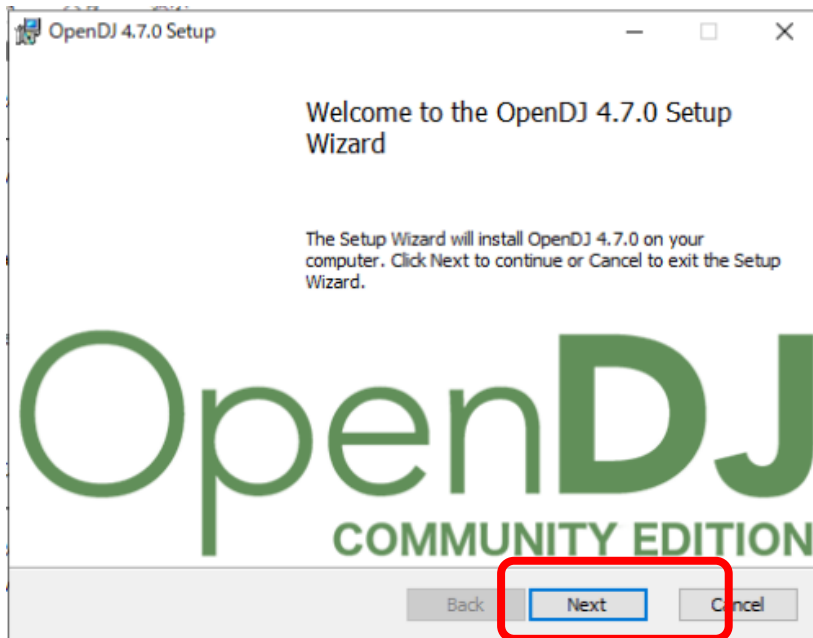 OpenDJ 4.7.0 Setup
Welcome to the OpenDJ 4.7.0 Setup
Wizard
The Setup Wizard will install OpenDJ 4.7.0 on your
computer. Click Next to continue or Cancel to exit the Setup
Wizard.
OpenDJ
COMMUNITY EDITION
Back Next Cancel